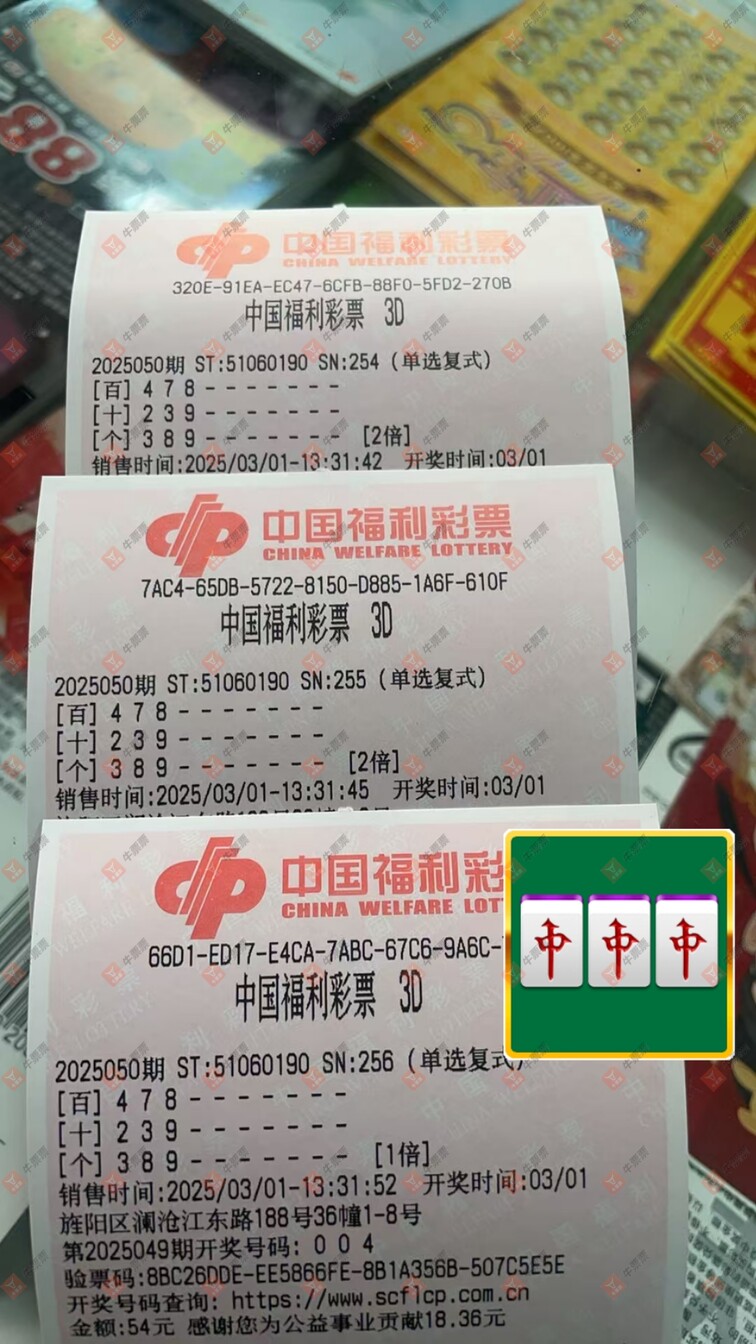 88
中国福利彩票
CHINA WELFARE LOTTERY
320E-91EA-EC47-6CFB-88F0-5FD2-270B
中国福利彩票 3D
2025050期 ST:51060190 SN:254 (单选复式)
[百] 4 7 8 - - - - - - -
[十] 2 3 9 - - - - - - -
[个] 3 8 9 - - - - - - - [2倍]
销售时间:2025/03/01-13:31:42 开奖时间:03/01
中国福利彩票
CHINA WELFARE LOTTERY
7AC4-65DB-5722-8150-D885-1A6F-610F
中国福利彩票 3D
2025050期 ST:51060190 SN:255 (单选复式)
[百] 4 7 8 - - - - - - -
[十] 2 3 9 - - - - - - -
[个] 3 8 9 - - - - - - - [2倍]
销售时间:2025/03/01-13:31:45 开奖时间:03/01
中国福利彩
CHINA WELFARE LOT
66D1-ED17-E4CA-7ABC-67C6-9A6C-
中国福利彩票 3D
中 中 中
2025050期 ST:51060190 SN:256 (单选复式)
[百] 4 7 8 - - - - - - -
[十] 2 3 9 - - - - - - -
[个] 3 8 9 - - - - - - - [1倍]
销售时间:2025/03/01-13:31:52 开奖时间:03/01
旌阳区澜沧江东路188号36幢1-8号
第2025049期开奖号码: 0 0 4
验票码:8BC26DDE-EE5866FE-8B1A356B-507C5E5E
开奖号码查询: https://www.scflcp.com.cn
金额:54元 感谢您为公益事业贡献18.36元
牛票票